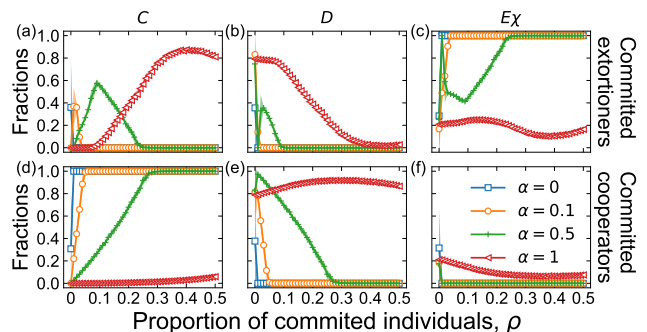 C D Eχ
(a) (b) (c)
1.0
0.8
0.6
0.4
0.2
0.0
Fractions
Committed
extortioners
(d) (e) (f)
1.0
0.8
0.6
0.4
0.2
0.0
Fractions
Committed
cooperators
α = 0
α = 0.1
α = 0.5
α = 1
0 0.1 0.2 0.3 0.4 0.5 0 0.1 0.2 0.3 0.4 0.5 0 0.1 0.2 0.3 0.4 0.5
Proportion of commited individuals, ρ